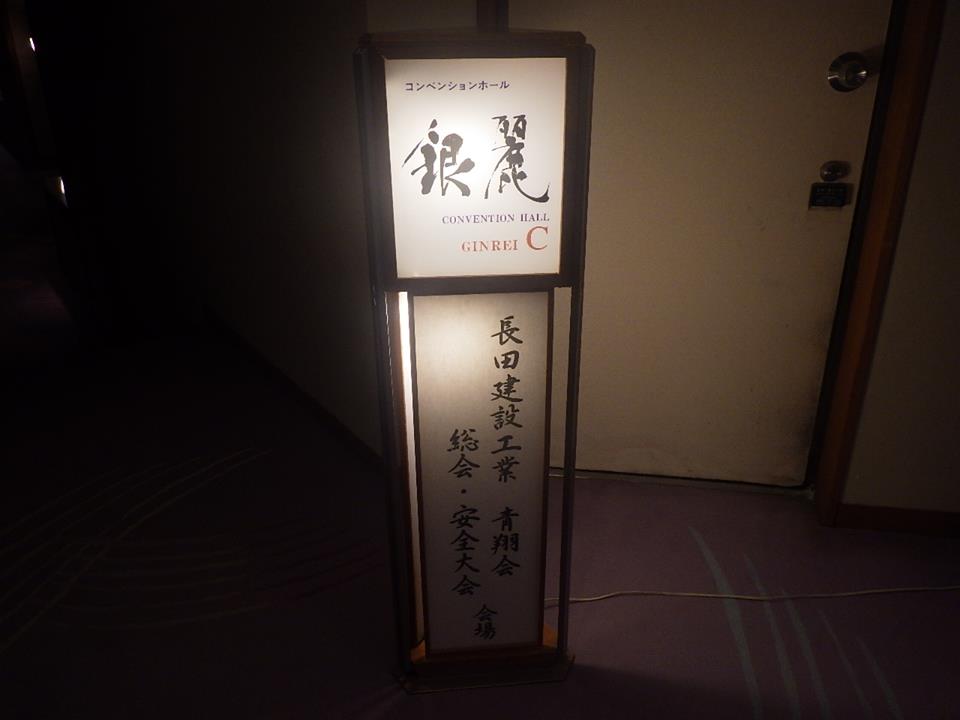 コンベンションホール
銀麗
CONVENTION HALL
GINREI C
長田建設工業 青翔会
総会・安全大会
会場